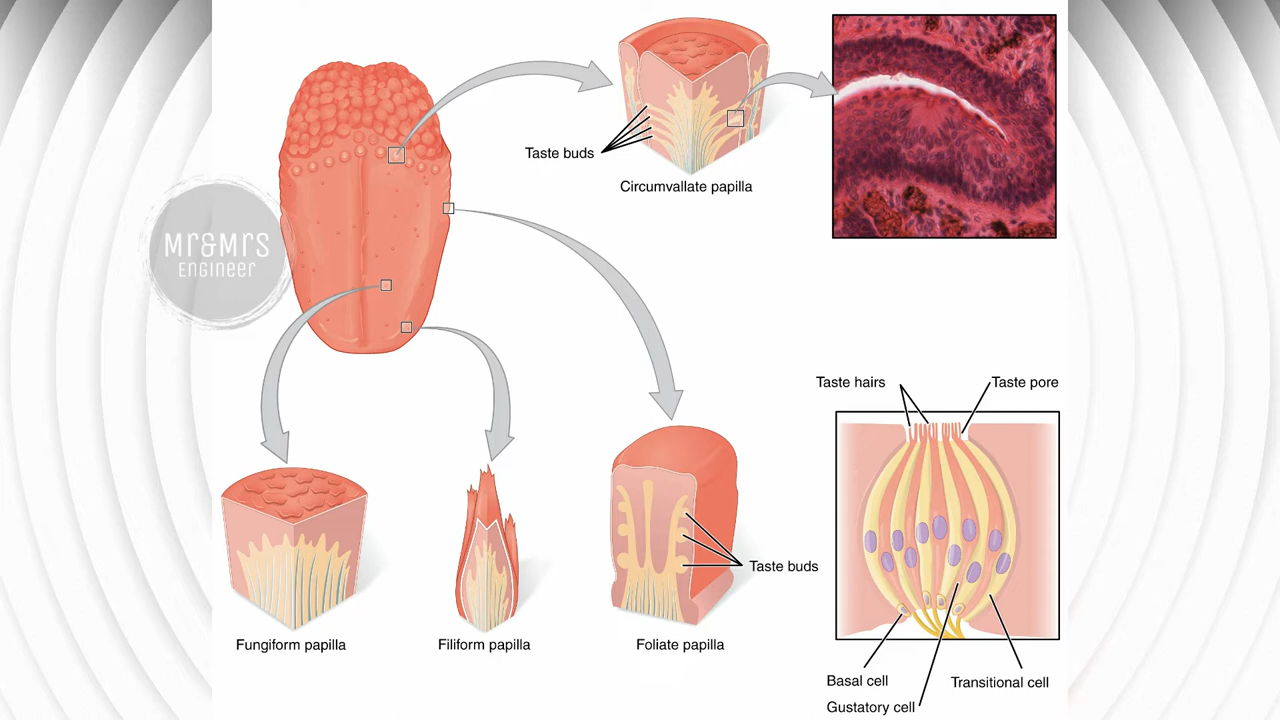 Taste buds
Circumvallate papilla
Mr&Mrs
Engineer
Taste hairs
Taste pore
Taste buds
Fungiform papilla
Filiform papilla
Foliate papilla
Basal cell
Transitional cell
Gustatory cell